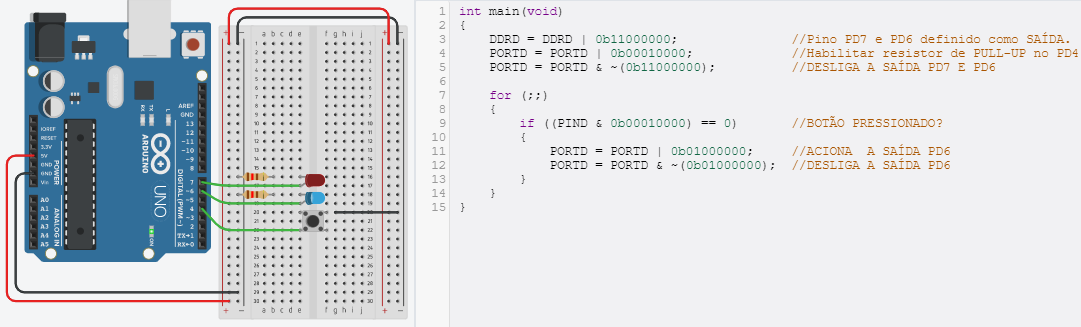 AREF
GND
13
12
~11
~10
~9
8
7
~6
~5
4
~3
2
TX→1
RX←0
DIGITAL (PWM~)
IOREF
RESET
3.3V
5V
GND
GND
Vin
POWER
A0
A1
A2
A3
A4
A5
ANALOG IN
RX
TX
L
ON
ARDUINO
UNO
a b c d e f g h i j
a b c d e f g h i j
1 int main(void)
2 {
3 DDRD = DDRD | 0b11000000; //Pino PD7 e PD6 definido como SAÍDA.
4 PORTD = PORTD | 0b00010000; //Habilitar resistor de PULL-UP no PD4
5 PORTD = PORTD & ~(0b11000000); //DESLIGA A SAÍDA PD7 E PD6
6
7 for (;;)
8 {
9 if ((PIND & 0b00010000) == 0) //BOTÃO PRESSIONADO?
10 {
11 PORTD = PORTD | 0b01000000; //ACIONA A SAÍDA PD6
12 PORTD = PORTD & ~(0b01000000); //DESLIGA A SAÍDA PD6
13 }
14 }
15 }